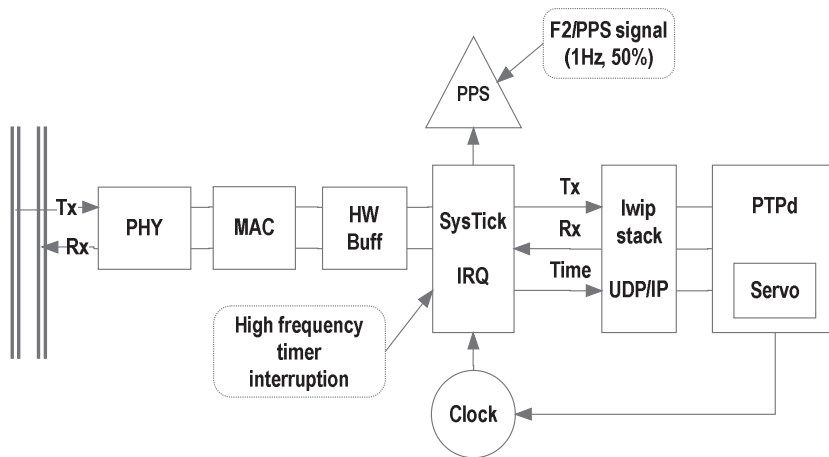 F2/PPS signal
(1Hz, 50%)
PPS
Tx
Rx
PHY
MAC
HW
Buff
SysTick
IRQ
Tx
Rx
Time
lwip
stack
UDP/IP
PTPd
Servo
High frequency
timer
interruption
Clock